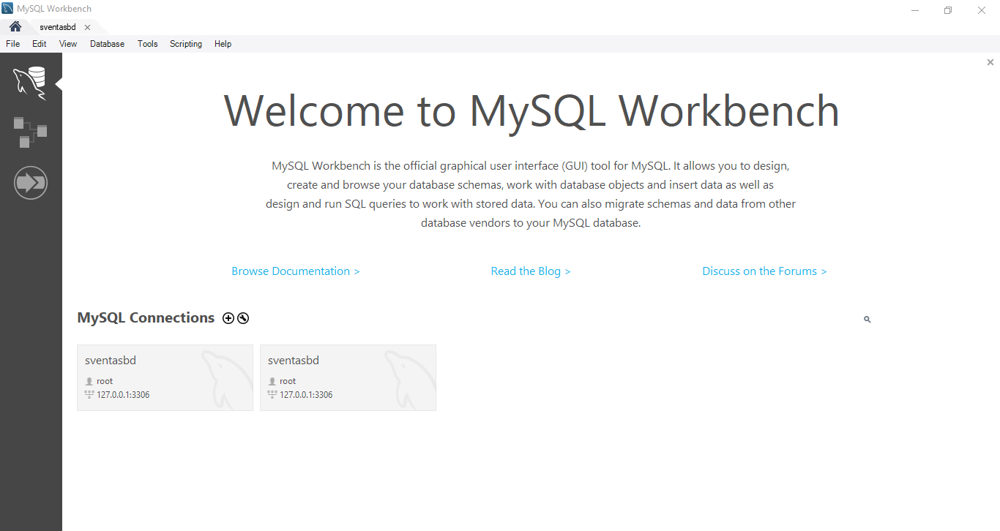 MySQL Workbench
sventasbd
File Edit View Database Tools Scripting Help
Welcome to MySQL Workbench
MySQL Workbench is the official graphical user interface (GUI) tool for MySQL. It allows you to design,
create and browse your database schemas, work with database objects and insert data as well as
design and run SQL queries to work with stored data. You can also migrate schemas and data from other
database vendors to your MySQL database.
Browse Documentation > Read the Blog > Discuss on the Forums >
MySQL Connections
sventasbd
root
127.0.0.1:3306
sventasbd
root
127.0.0.1:3306